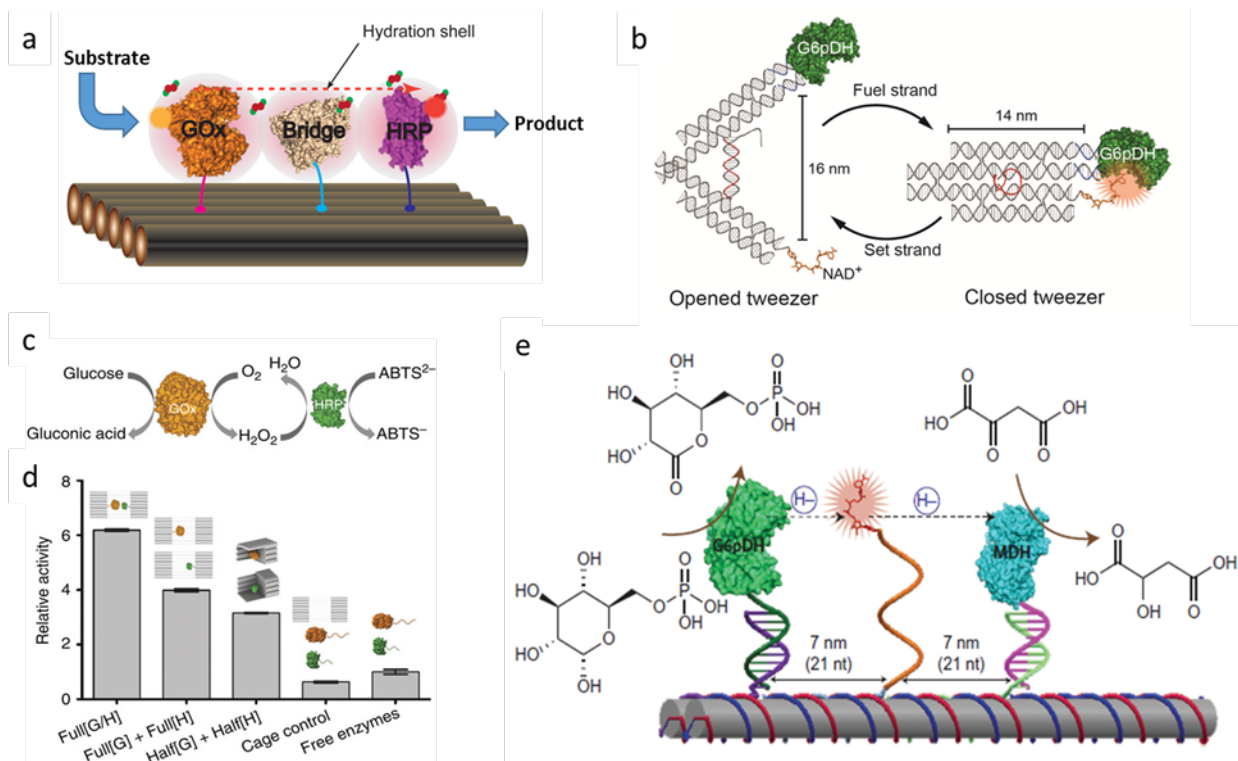 a
Substrate
Hydration shell
GOx
Bridge
HRP
Product
b
G6pDH
Fuel strand
14 nm
G6pDH
16 nm
Set strand
NAD+
Opened tweezer
Closed tweezer
c
Glucose
O₂
H₂O
ABTS²⁻
GOx
HRP
Gluconic acid
H₂O₂
ABTS⁻
d
Relative activity
8
6
4
2
0
Full[G/H]
Full[G] + Full[H]
Half[G] + Half[H]
Cage control
Free enzymes
e
OH
HO
O
O
P
OH
OH
HO
O
O
HO
O
O
OH
O
H–
H–
G6pDH
MDH
OH
HO
O
O
P
OH
OH
HO
O
OH
HO
O
OH
O
OH
7 nm
(21 nt)
7 nm
(21 nt)